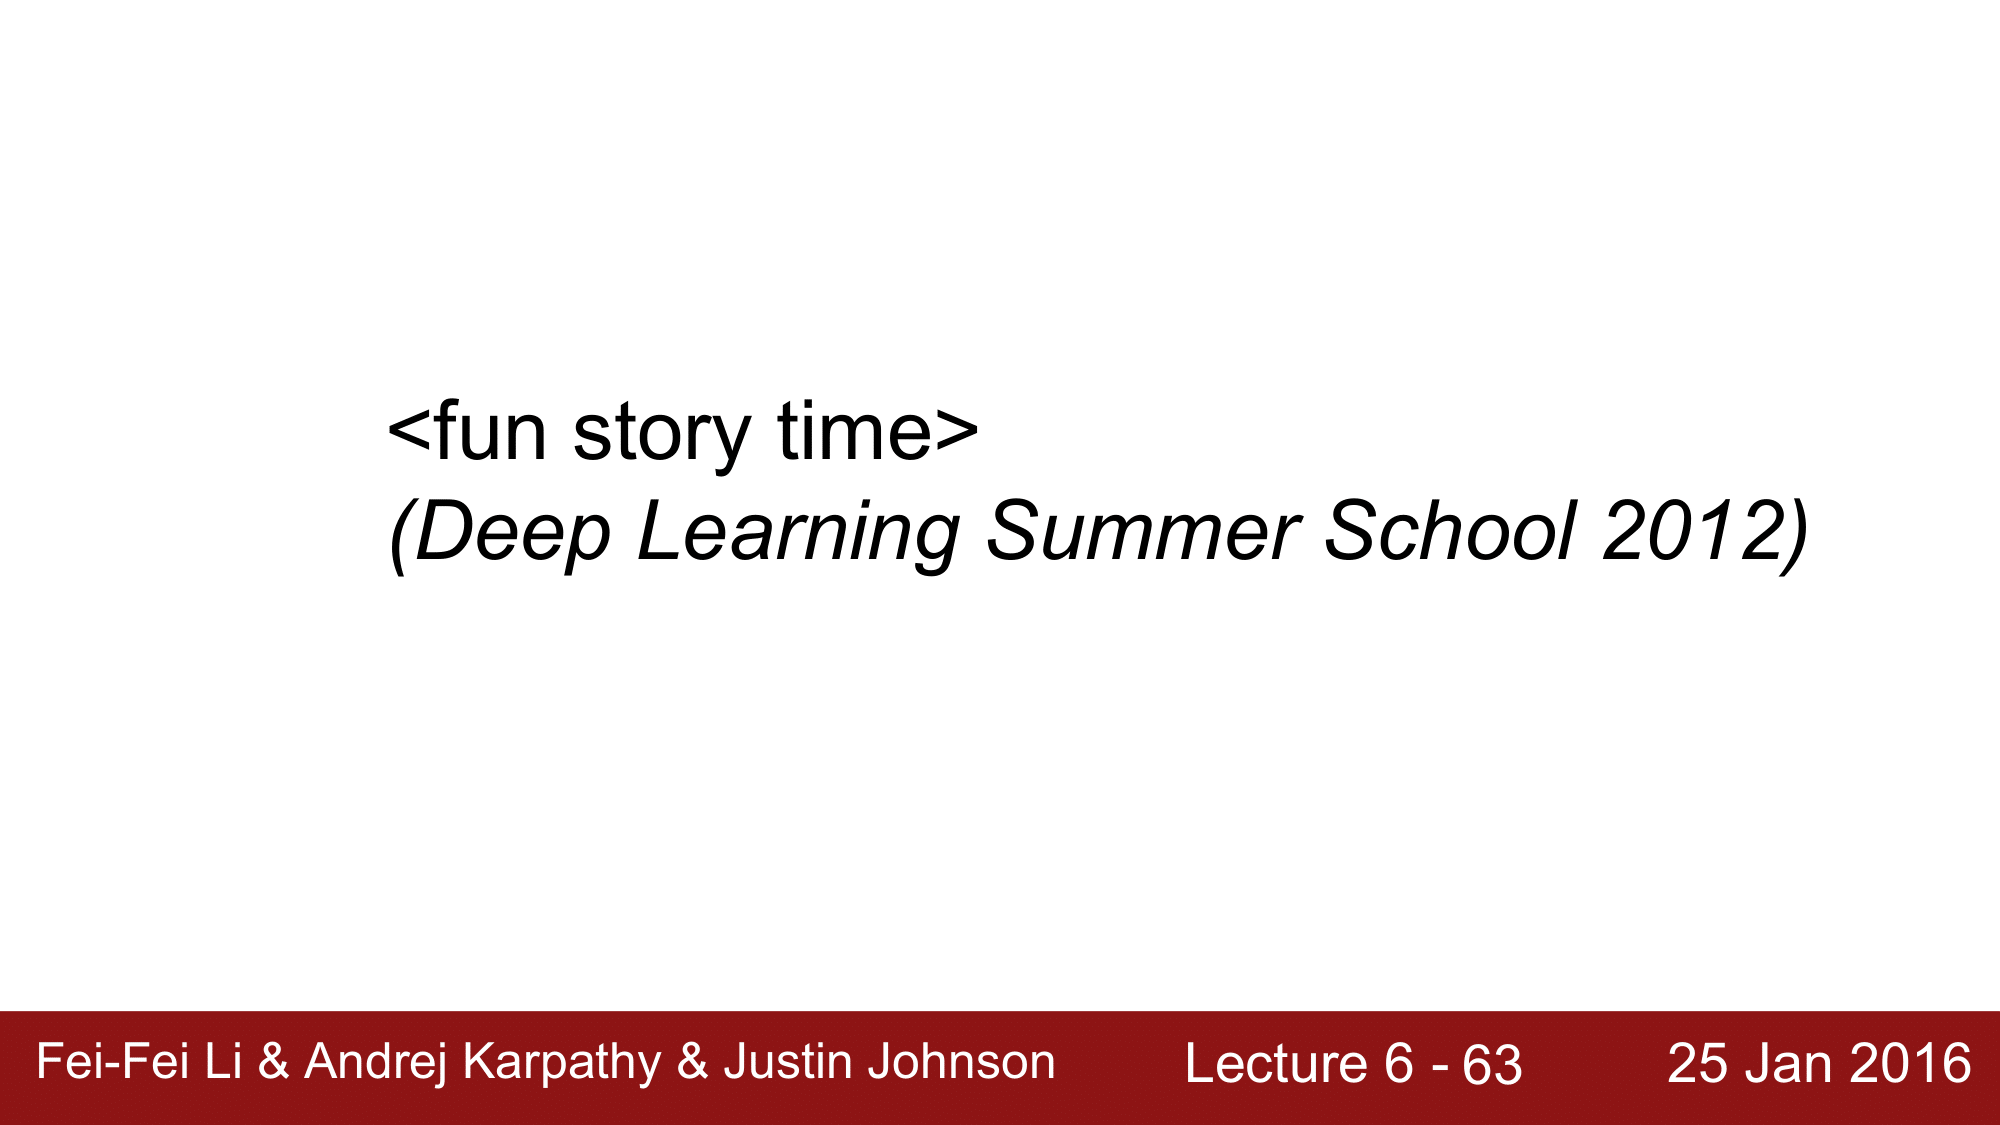 <fun story time>
(Deep Learning Summer School 2012)
Fei-Fei Li & Andrej Karpathy & Justin Johnson
Lecture 6 - 63
25 Jan 2016